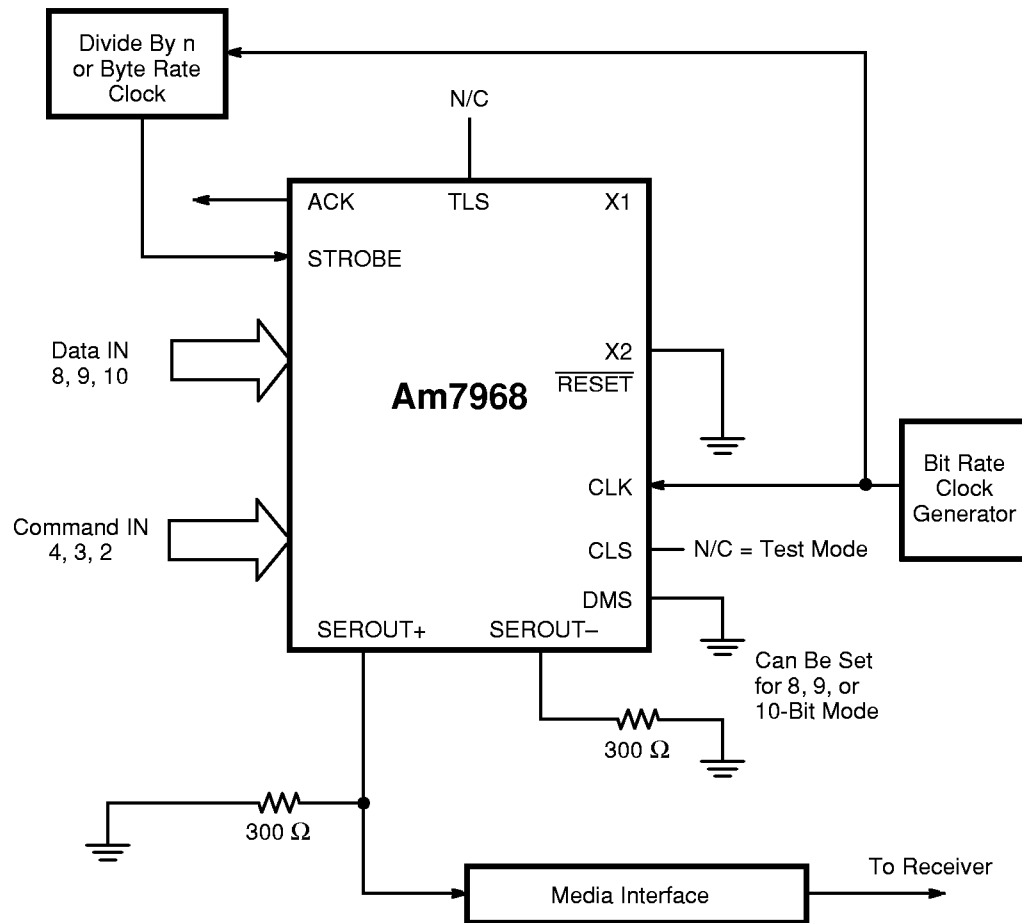 Divide By n
or Byte Rate
Clock
N/C
ACK
TLS
X1
STROBE
Data IN
8, 9, 10
X2
RESET
Am7968
Bit Rate
Clock
Generator
CLK
Command IN
4, 3, 2
CLS
N/C = Test Mode
DMS
SEROUT+
SEROUT–
Can Be Set
for 8, 9, or
10-Bit Mode
300 Ω
300 Ω
To Receiver
Media Interface